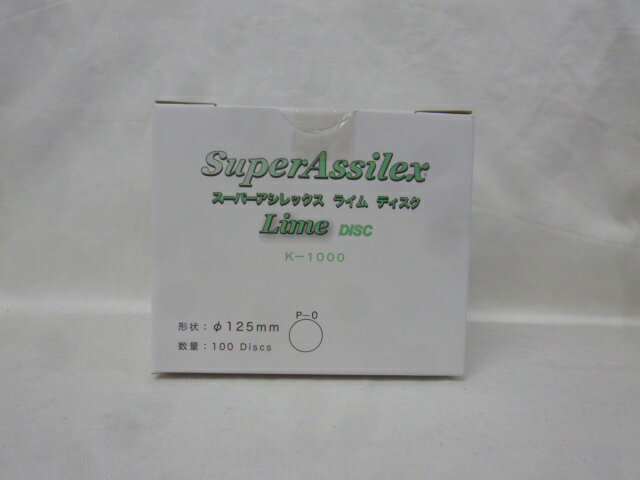 SuperAssilex
スーパーアシレックス ライム ディスク
Lime DISC
K-1000
P-0
形状：φ125mm
数量：100 Discs